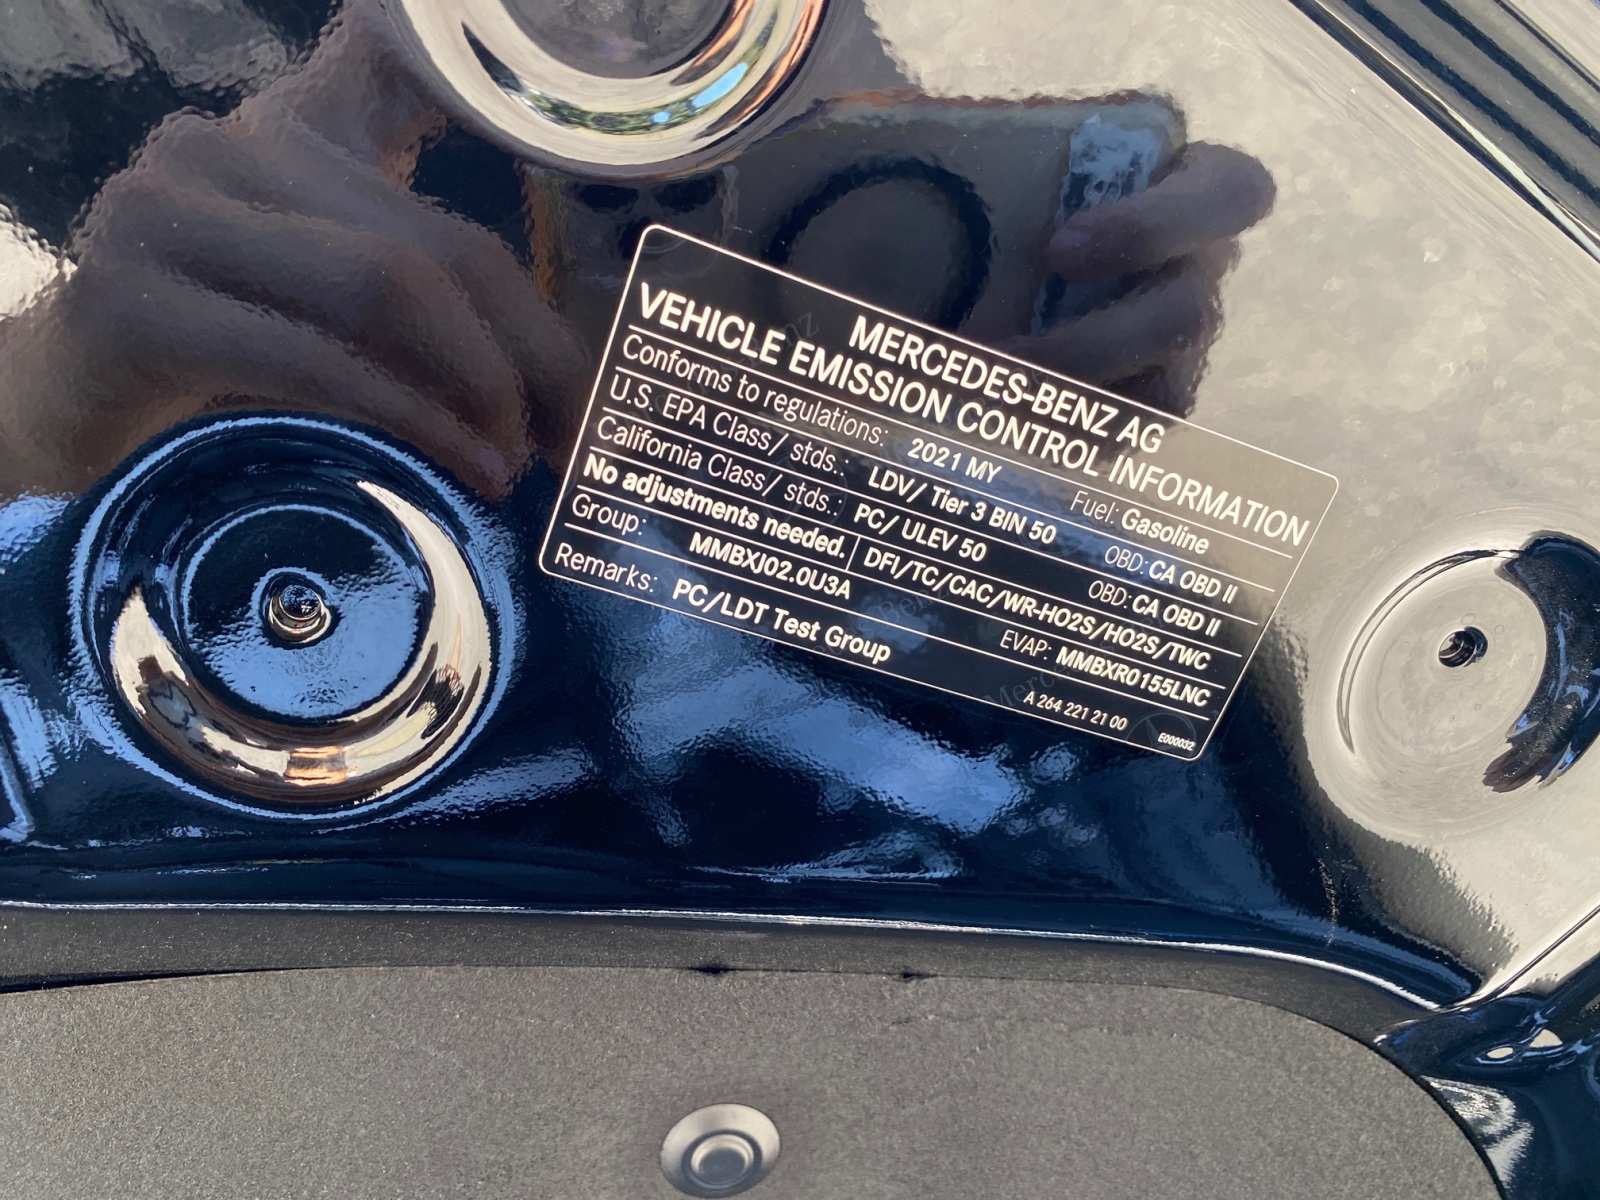 MERCEDES-BENZ AG
VEHICLE EMISSION CONTROL INFORMATION
Conforms to regulations: 2021 MY Fuel: Gasoline
U.S. EPA Class/ stds.: LDV/ Tier 3 BIN 50 OBD: CA OBD II
California Class/ stds.: PC/ ULEV 50 OBD: CA OBD II
No adjustments needed. DFI/TC/CAC/WR-HO2S/HO2S/TWC
Group: MMBXJ02.0U3A EVAP: MMBXR0155LNC
Remarks: PC/LDT Test Group
A 264 221 21 00
E000032